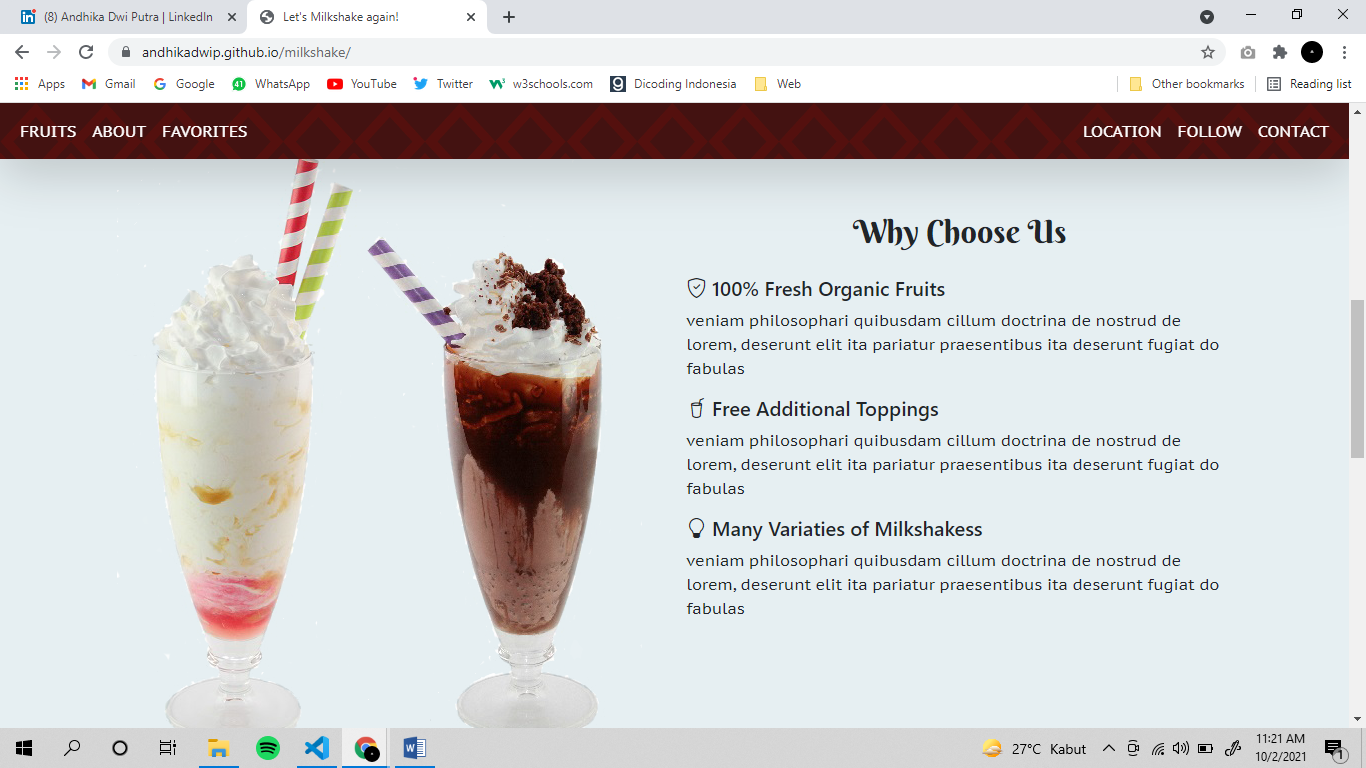 (8) Andhika Dwi Putra | LinkedIn
Let's Milkshake again!
andhikadwip.github.io/milkshake/
Apps Gmail Google 41 WhatsApp YouTube Twitter w3schools.com Dicoding Indonesia Web Other bookmarks Reading list
FRUITS ABOUT FAVORITES LOCATION FOLLOW CONTACT
Why Choose Us
100% Fresh Organic Fruits
veniam philosophari quibusdam cillum doctrina de nostrud de
lorem, deserunt elit ita pariatur praesentibus ita deserunt fugiat do
fabulas
Free Additional Toppings
veniam philosophari quibusdam cillum doctrina de nostrud de
lorem, deserunt elit ita pariatur praesentibus ita deserunt fugiat do
fabulas
Many Variaties of Milkshakess
veniam philosophari quibusdam cillum doctrina de nostrud de
lorem, deserunt elit ita pariatur praesentibus ita deserunt fugiat do
fabulas
27°C Kabut
11:21 AM
10/2/2021
1